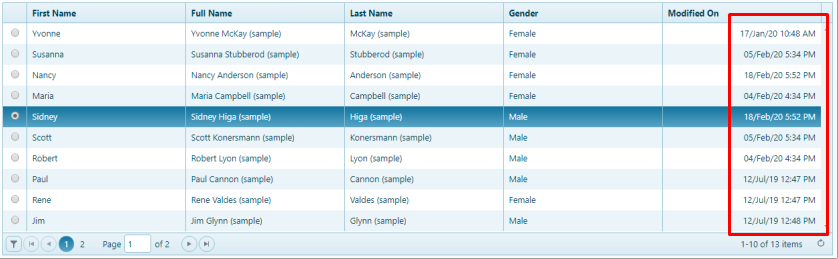 First Name Full Name Last Name Gender Modified On
Yvonne Yvonne McKay (sample) McKay (sample) Female 17/Jan/20 10:48 AM
Susanna Susanna Stubberod (sample) Stubberod (sample) Female 05/Feb/20 5:34 PM
Nancy Nancy Anderson (sample) Anderson (sample) Female 18/Feb/20 5:52 PM
Maria Maria Campbell (sample) Campbell (sample) Female 04/Feb/20 4:34 PM
Sidney Sidney Higa (sample) Higa (sample) Male 18/Feb/20 5:52 PM
Scott Scott Konersmann (sample) Konersmann (sample) Male 05/Feb/20 5:34 PM
Robert Robert Lyon (sample) Lyon (sample) Male 04/Feb/20 4:34 PM
Paul Paul Cannon (sample) Cannon (sample) Male 12/Jul/19 12:47 PM
Rene Rene Valdes (sample) Valdes (sample) Female 12/Jul/19 12:47 PM
Jim Jim Glynn (sample) Glynn (sample) Male 12/Jul/19 12:48 PM
1 2 Page 1 of 2 1-10 of 13 items